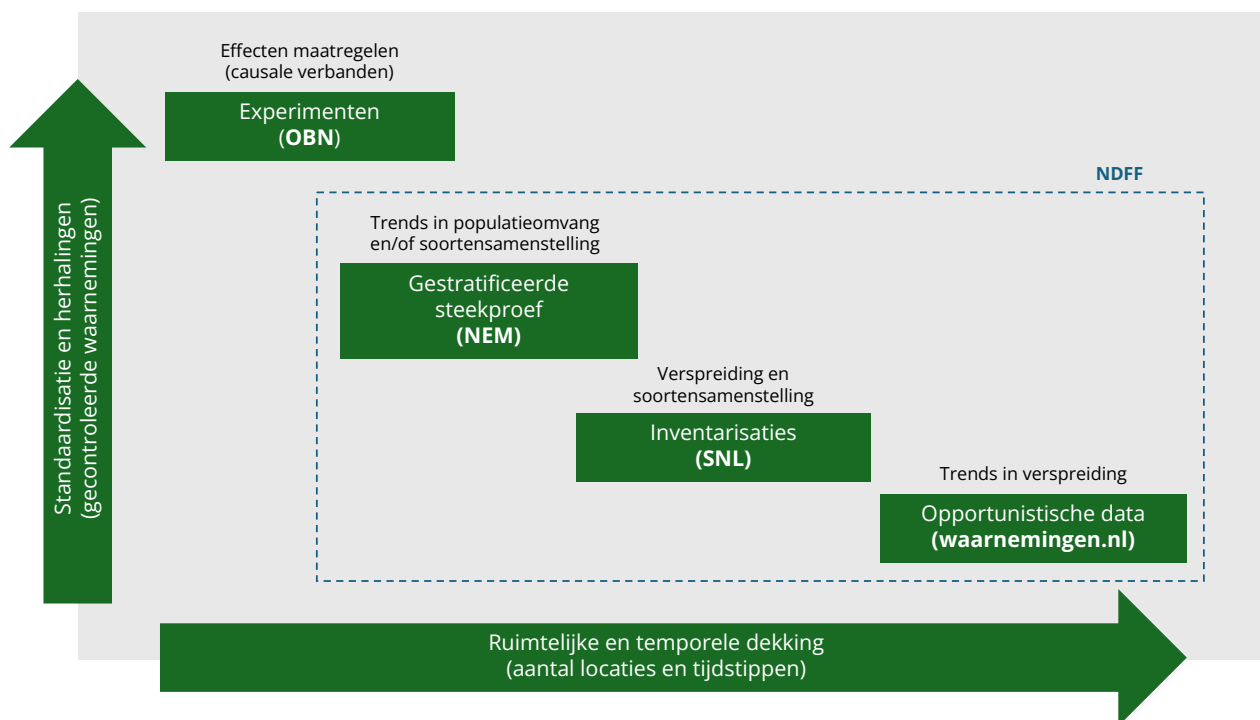 Effecten maatregelen
(causale verbanden)
Experimenten
(OBN)
NDFF
Trends in populatieomvang
en/of soortensamenstelling
Gestratificeerde
steekproef
(NEM)
Verspreiding en
soortensamenstelling
Inventarisaties
(SNL)
Trends in verspreiding
Opportunistische data
(waarnemingen.nl)
Standaardisatie en herhalingen
(gecontroleerde waarnemingen)
Ruimtelijke en temporele dekking
(aantal locaties en tijdstippen)